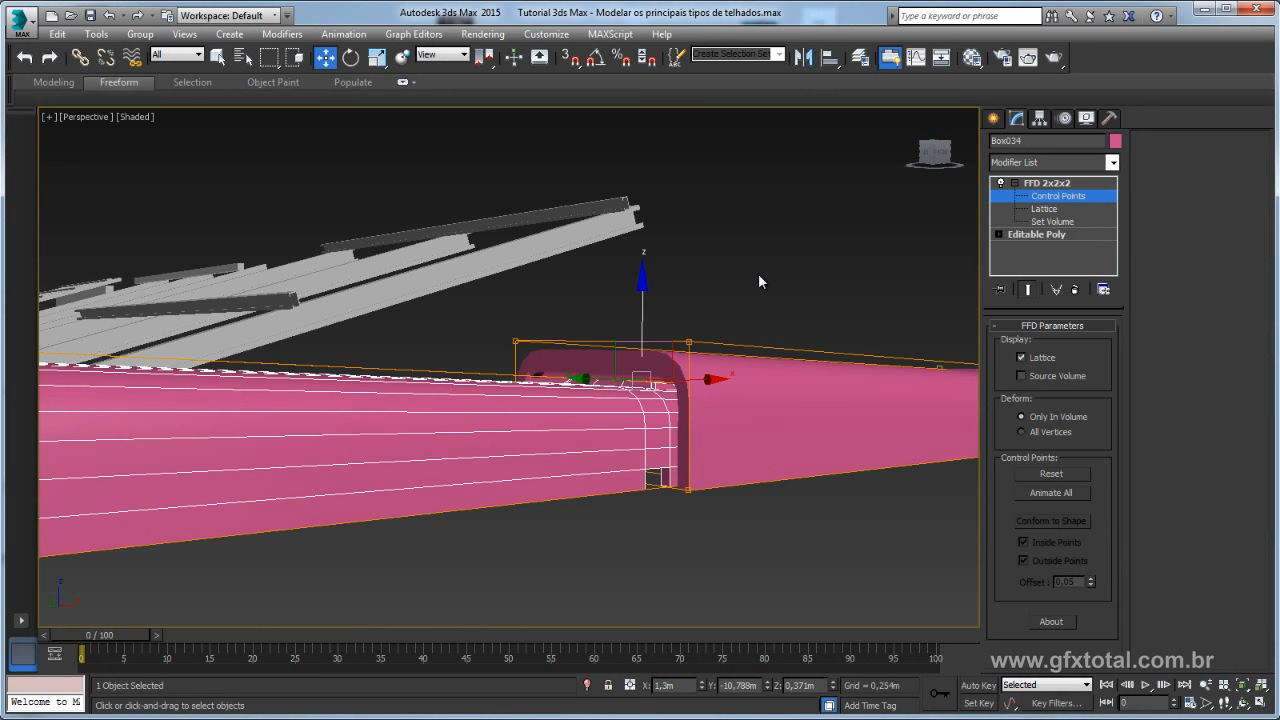 Workspace: Default
Autodesk 3ds Max 2015
Tutorial 3ds Max - Modelar os principais tipos de telhados.max
Type a keyword or phrase
MAX
Edit
Tools
Group
Views
Create
Modifiers
Animation
Graph Editors
Rendering
Customize
MAXScript
Help
All
View
Create Selection Set
Modeling
Freeform
Selection
Object Paint
Populate
[+][Perspective][Shaded]
Box034
Modifier List
FFD 2x2x2
Control Points
Lattice
Set Volume
Editable Poly
z
x
FFD Parameters
Display:
Lattice
Source Volume
Deform:
Only In Volume
All Vertices
Control Points:
Reset
Animate All
Conform to Shape
Inside Points
Outside Points
Offset : 0,05
About
z
0 / 100
0 5 10 15 20 25 30 35 40 45 50 55 60 65 70 75 80 85 90 95 100
www.gfxtotal.com.br
1 Object Selected
X: 1,3m
Y: -10,788m
Z: 0,371m
Grid = 0,254m
Auto Key
Selected
Welcome to M
Click or click-and-drag to select objects
Add Time Tag
Set Key
Key Filters...
0